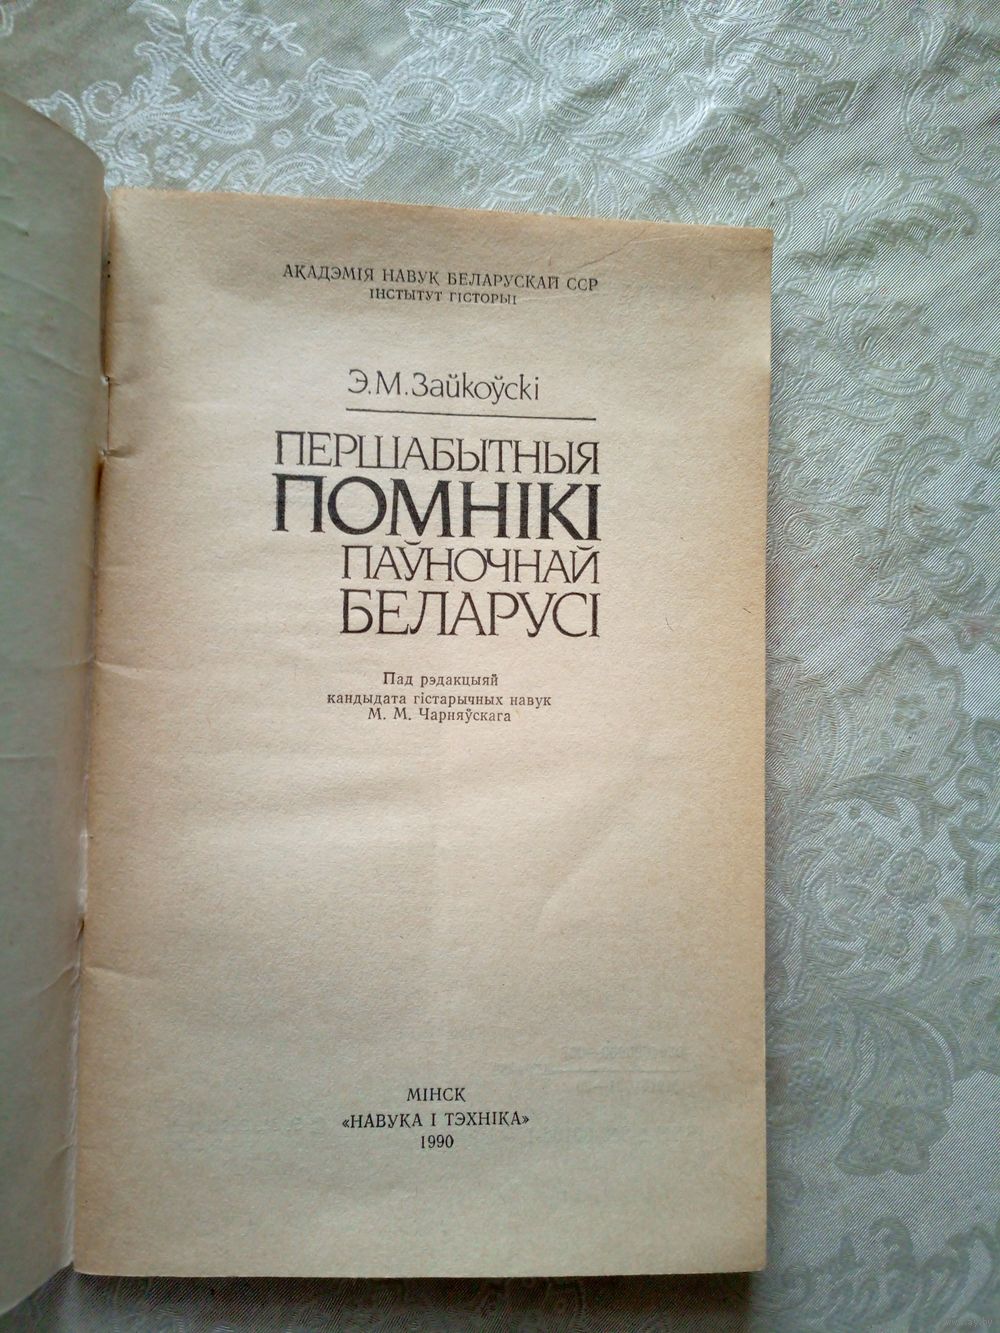 АКАДЭМІЯ НАВУК БЕЛАРУСКАЙ ССР
ІНСТЫТУТ ГІСТОРЫІ
Э.М.Зайкоўскі
ПЕРШАБЫТНЫЯ
ПОМНІКІ
ПАЎНОЧНАЙ
БЕЛАРУСІ
Пад рэдакцыяй
кандыдата гістарычных навук
М. М. Чарняўскага
МІНСК
«НАВУКА І ТЭХНІКА»
1990